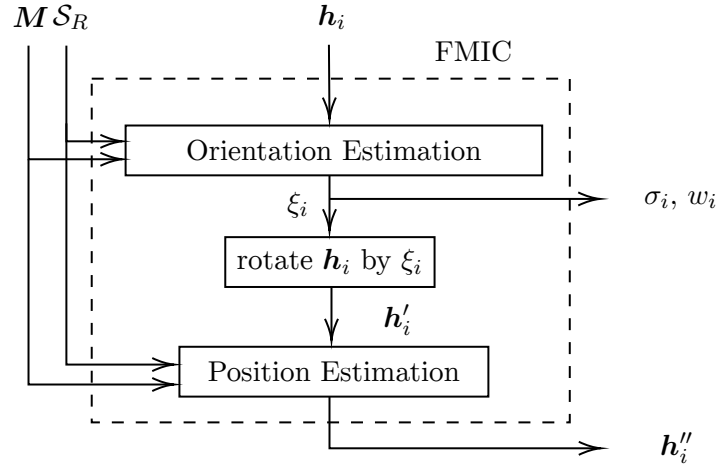 M S_R
h_i
FMIC
Orientation Estimation
ξ_i
σ_i, w_i
rotate h_i by ξ_i
h'_i
Position Estimation
h''_i